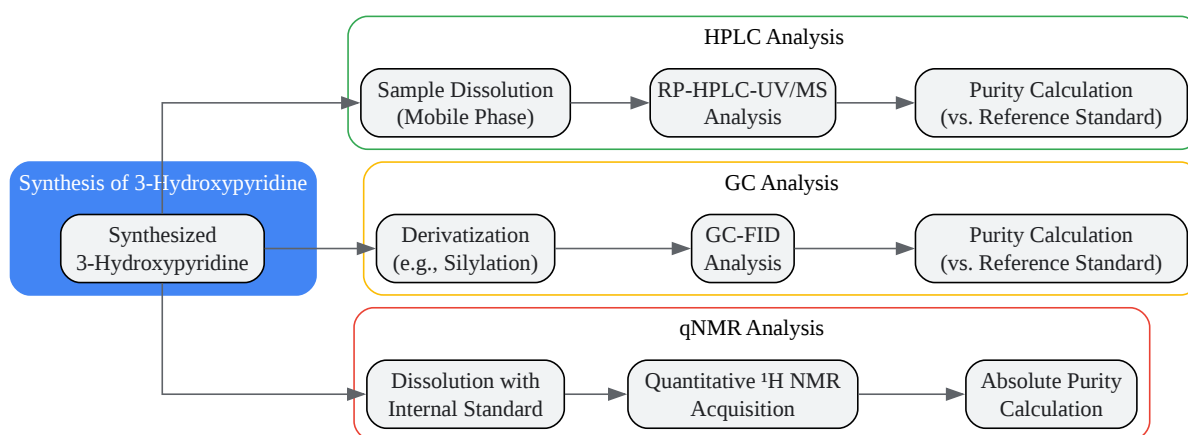 HPLC Analysis
Sample Dissolution
(Mobile Phase)
RP-HPLC-UV/MS
Analysis
Purity Calculation
(vs. Reference Standard)
Synthesis of 3-Hydroxypyridine
Synthesized
3-Hydroxypyridine
GC Analysis
Derivatization
(e.g., Silylation)
GC-FID
Analysis
Purity Calculation
(vs. Reference Standard)
qNMR Analysis
Dissolution with
Internal Standard
Quantitative ¹H NMR
Acquisition
Absolute Purity
Calculation